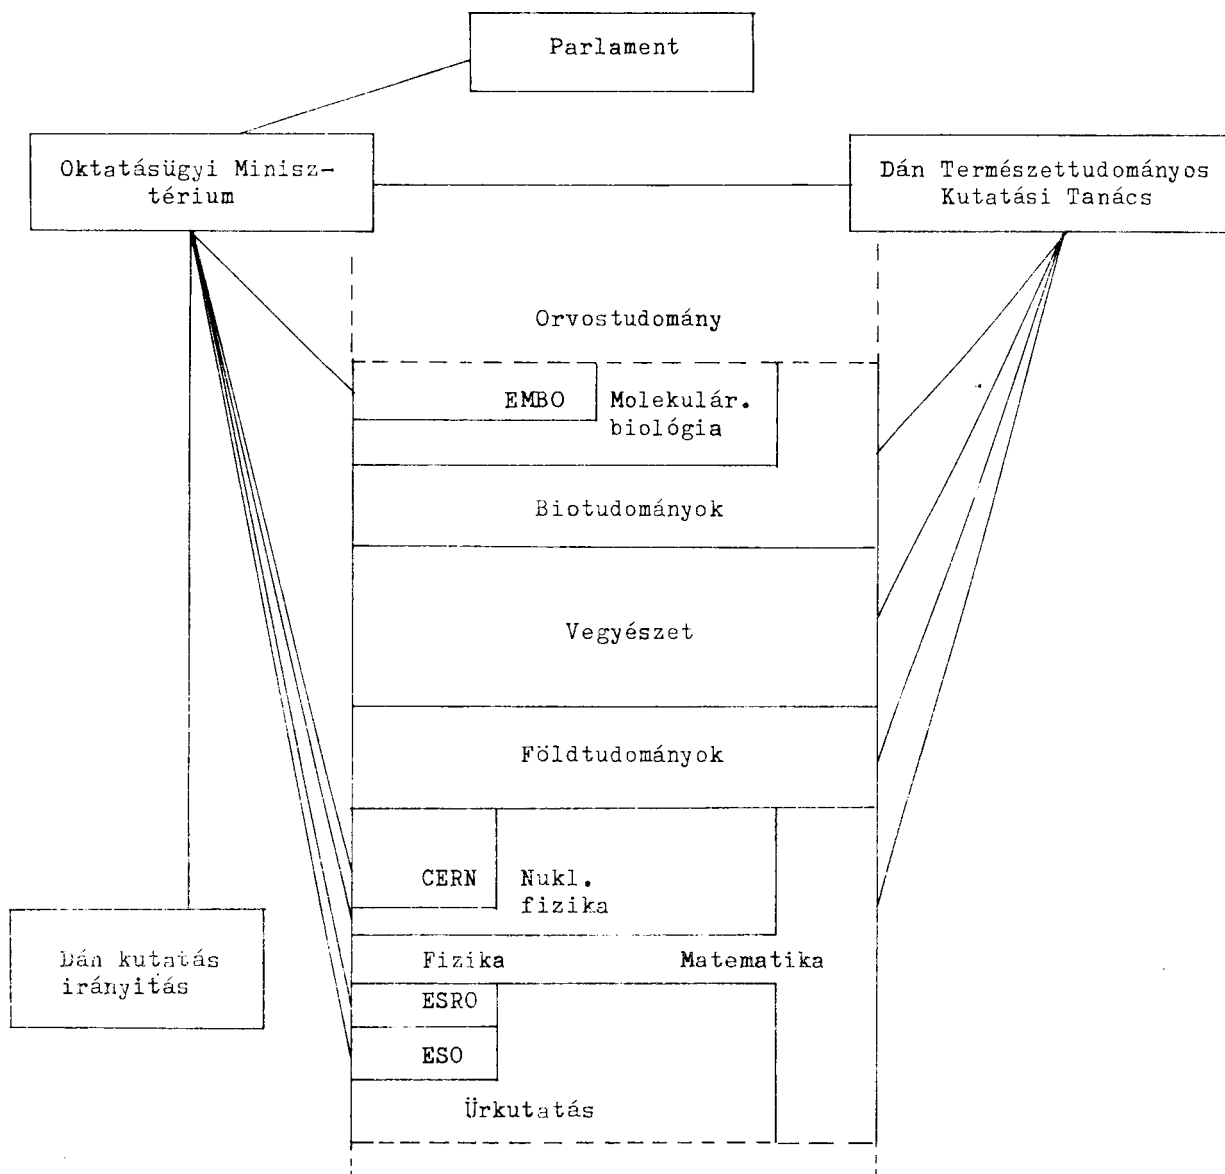 Parlament
Oktatásügyi Minisz-
térium
Dán Természettudományos
Kutatási Tanács
Orvostudomány
EMBO
Molekulár.
biológia
Biotudományok
Vegyészet
Földtudományok
CERN
Nukl.
fizika
Dán kutatás
irányitás
Fizika
Matematika
ESRO
ESO
Ürkutatás